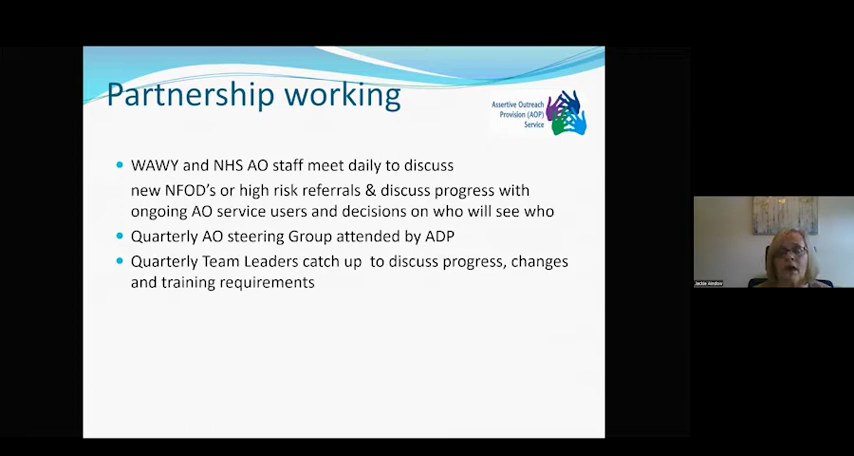 Partnership working
Assertive Outreach
Provision (AOP)
Service
WAWY and NHS AO staff meet daily to discuss
new NFOD's or high risk referrals & discuss progress with
ongoing AO service users and decisions on who will see who
Quarterly AO steering Group attended by ADP
Quarterly Team Leaders catch up to discuss progress, changes
and training requirements